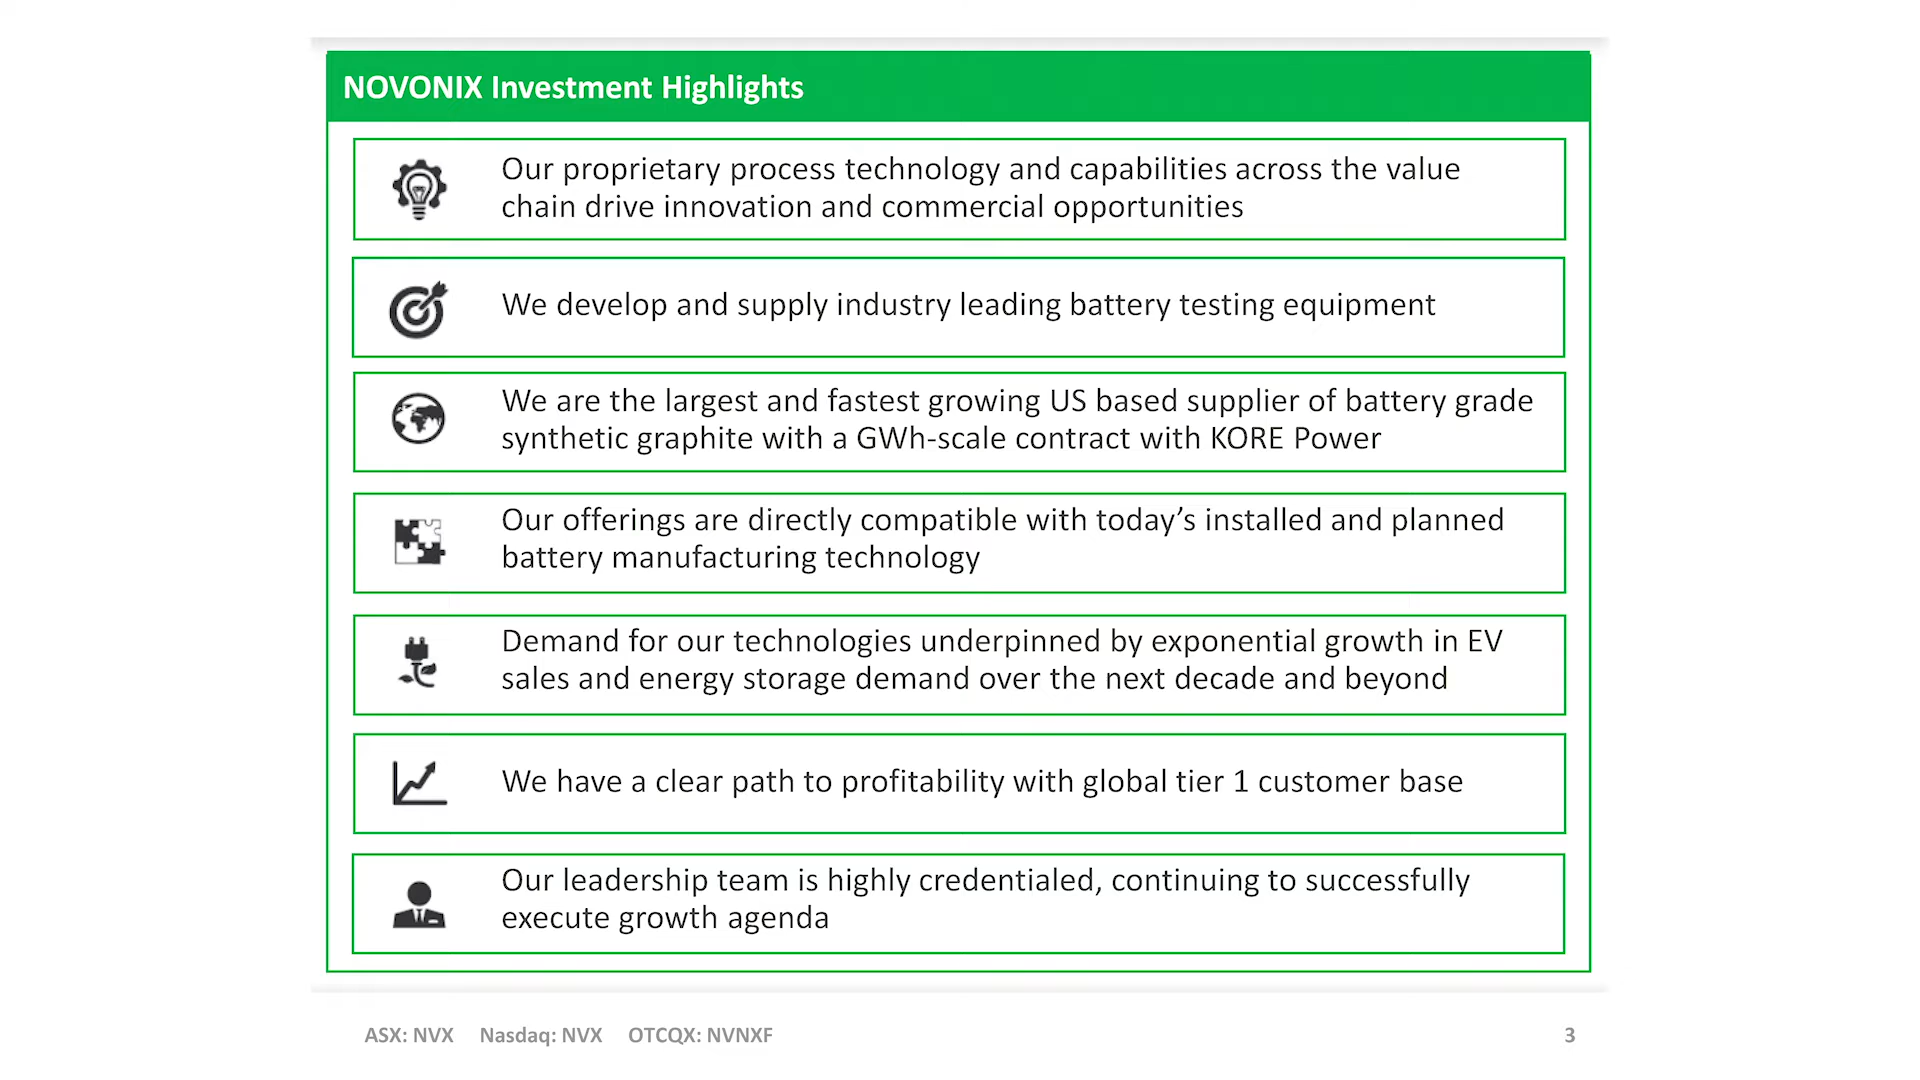 NOVONIX Investment Highlights
Our proprietary process technology and capabilities across the value
chain drive innovation and commercial opportunities
We develop and supply industry leading battery testing equipment
We are the largest and fastest growing US based supplier of battery grade
synthetic graphite with a GWh-scale contract with KORE Power
Our offerings are directly compatible with today’s installed and planned
battery manufacturing technology
Demand for our technologies underpinned by exponential growth in EV
sales and energy storage demand over the next decade and beyond
We have a clear path to profitability with global tier 1 customer base
Our leadership team is highly credentialed, continuing to successfully
execute growth agenda
ASX: NVX Nasdaq: NVX OTCQX: NVNXF 3